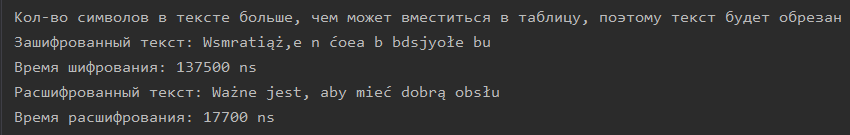 Кол-во символов в тексте больше, чем может вместиться в таблицу, поэтому текст будет обрезан
Зашифрованный текст: Wsmratiąż,e n ćoea b bdsjyołe bu
Время шифрования: 137500 ns
Расшифрованный текст: Ważne jest, aby mieć dobrą obsłu
Время расшифрования: 17700 ns